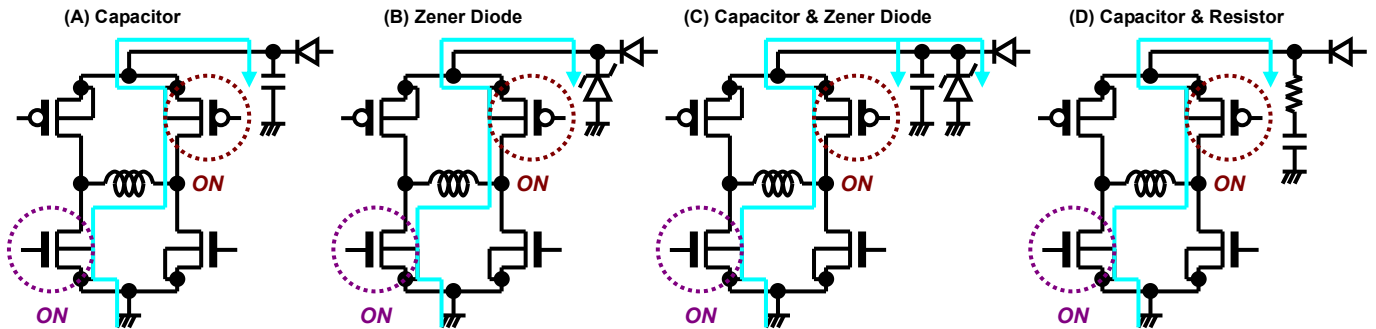 (A) Capacitor
(B) Zener Diode
(C) Capacitor & Zener Diode
(D) Capacitor & Resistor
ON
ON
ON
ON
ON
ON
ON
ON